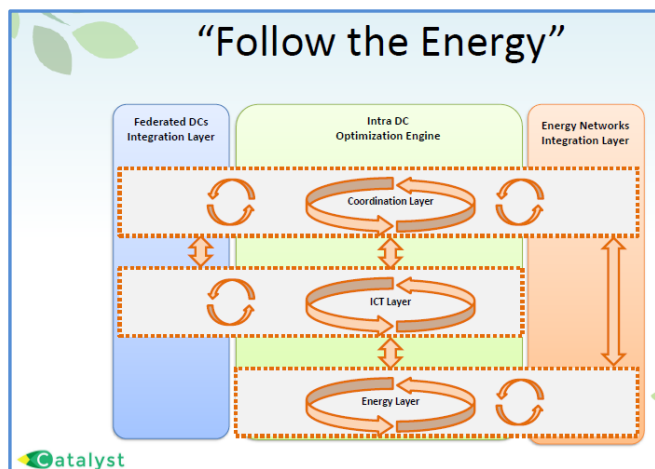 “Follow the Energy”
Federated DCs
Integration Layer
Intra DC
Optimization Engine
Energy Networks
Integration Layer
Coordination Layer
ICT Layer
Energy Layer
Catalyst